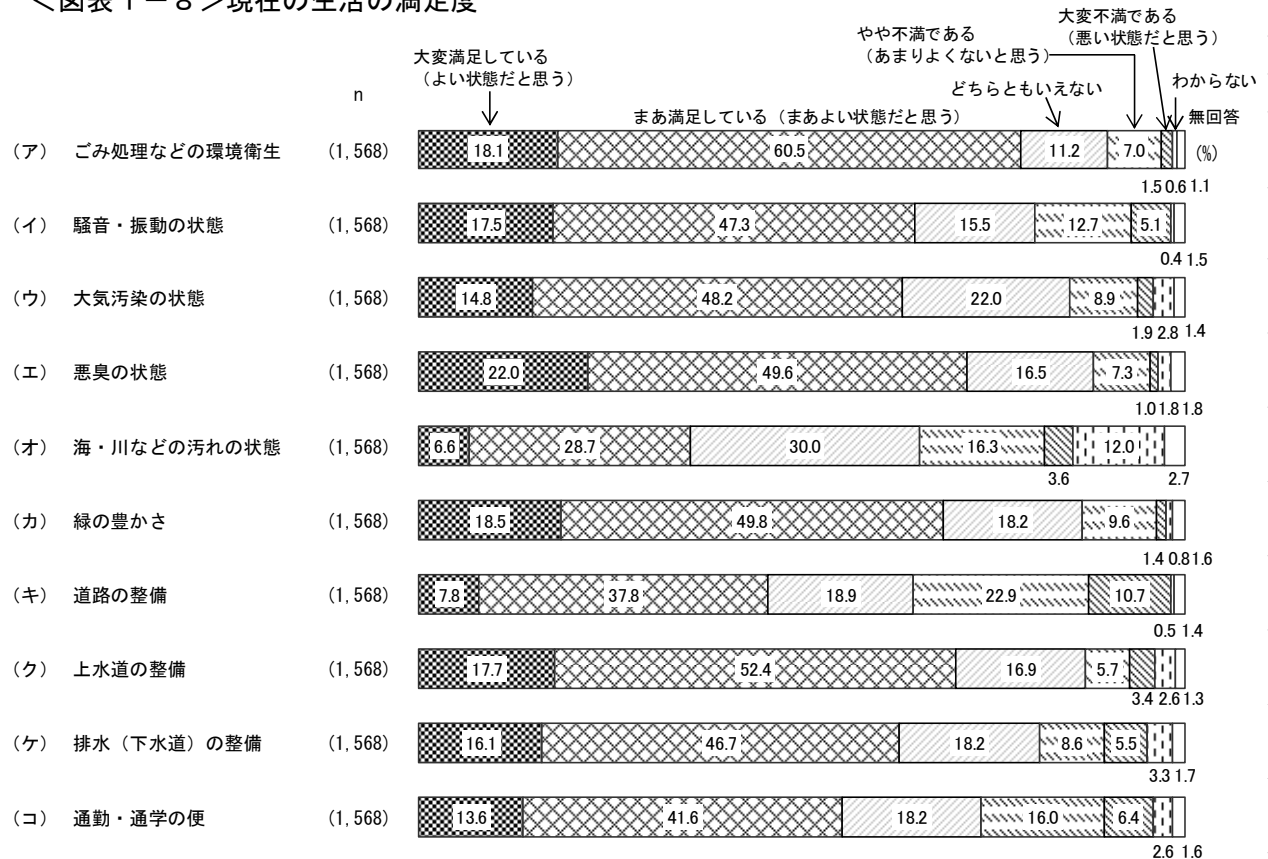 ＜図表１－８＞現在の生活の満足度
大変不満である
（悪い状態だと思う）
やや不満である
（あまりよくないと思う）
大変満足している
（よい状態だと思う）
わからない
どちらともいえない
n
まあ満足している（まあよい状態だと思う）
無回答
（ア） ごみ処理などの環境衛生 (1,568) 18.1 60.5 11.2 7.0 (%)
1.5 0.6 1.1
（イ） 騒音・振動の状態 (1,568) 17.5 47.3 15.5 12.7 5.1
0.4 1.5
（ウ） 大気汚染の状態 (1,568) 14.8 48.2 22.0 8.9
1.9 2.8 1.4
（エ） 悪臭の状態 (1,568) 22.0 49.6 16.5 7.3
1.0 1.8 1.8
（オ） 海・川などの汚れの状態 (1,568) 6.6 28.7 30.0 16.3 12.0
3.6 2.7
（カ） 緑の豊かさ (1,568) 18.5 49.8 18.2 9.6
1.4 0.8 1.6
（キ） 道路の整備 (1,568) 7.8 37.8 18.9 22.9 10.7
0.5 1.4
（ク） 上水道の整備 (1,568) 17.7 52.4 16.9 5.7
3.4 2.6 1.3
（ケ） 排水（下水道）の整備 (1,568) 16.1 46.7 18.2 8.6 5.5
3.3 1.7
（コ） 通勤・通学の便 (1,568) 13.6 41.6 18.2 16.0 6.4
2.6 1.6